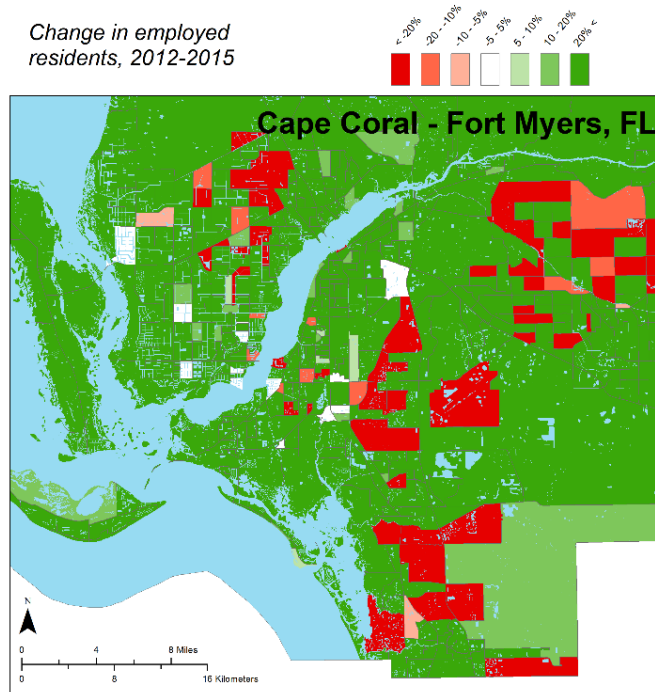 Change in employed
residents, 2012-2015
< -20%
-20 - -10%
-10 - -5%
-5 - 5%
5 - 10%
10 - 20%
20% <
Cape Coral - Fort Myers, FL
N
0 4 8 Miles
0 8 16 Kilometers